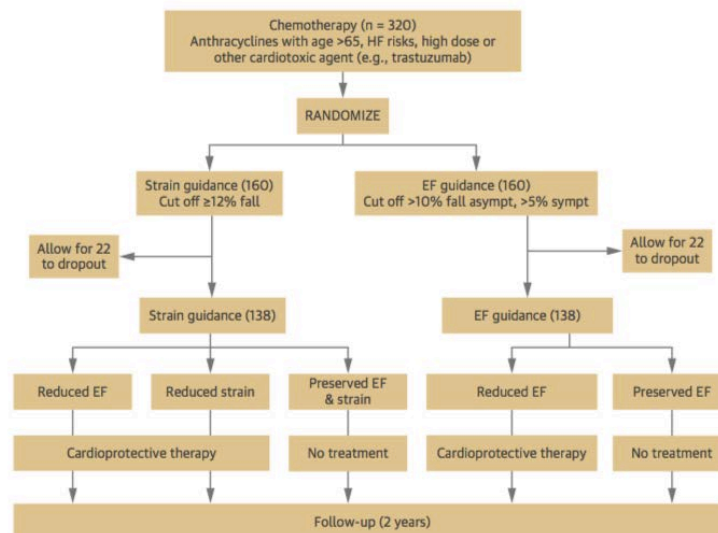 Chemotherapy (n = 320)
Anthracyclines with age >65, HF risks, high dose or
other cardiotoxic agent (e.g., trastuzumab)
RANDOMIZE
Strain guidance (160)
Cut off ≥12% fall
EF guidance (160)
Cut off >10% fall asympt, >5% sympt
Allow for 22
to dropout
Allow for 22
to dropout
Strain guidance (138)
EF guidance (138)
Reduced EF
Reduced strain
Preserved EF
& strain
Reduced EF
Preserved EF
Cardioprotective therapy
No treatment
Cardioprotective therapy
No treatment
Follow-up (2 years)